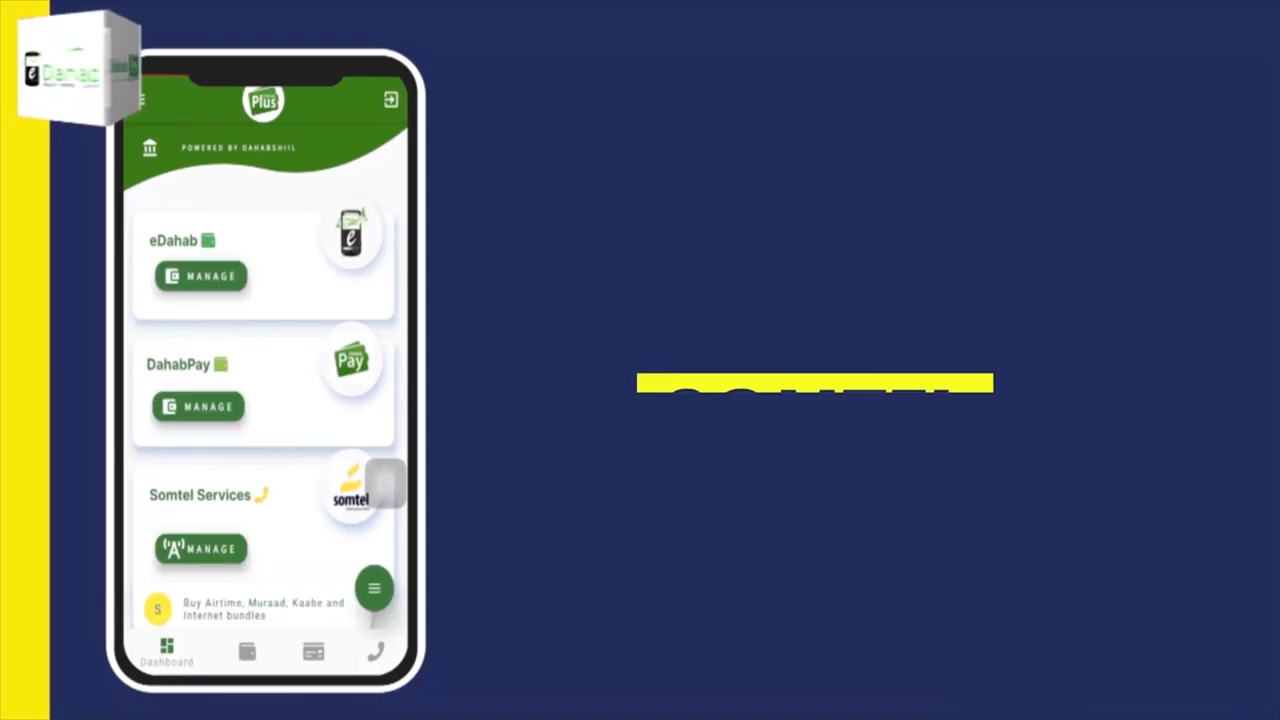 Plus
POWERED BY DAHABSHIIL
eDahab
e
MANAGE
DahabPay
Pay
MANAGE
Somtel Services
somtel
MANAGE
S
Buy Airtime, Muraad, Kaabe and
Internet bundles
Dashboard